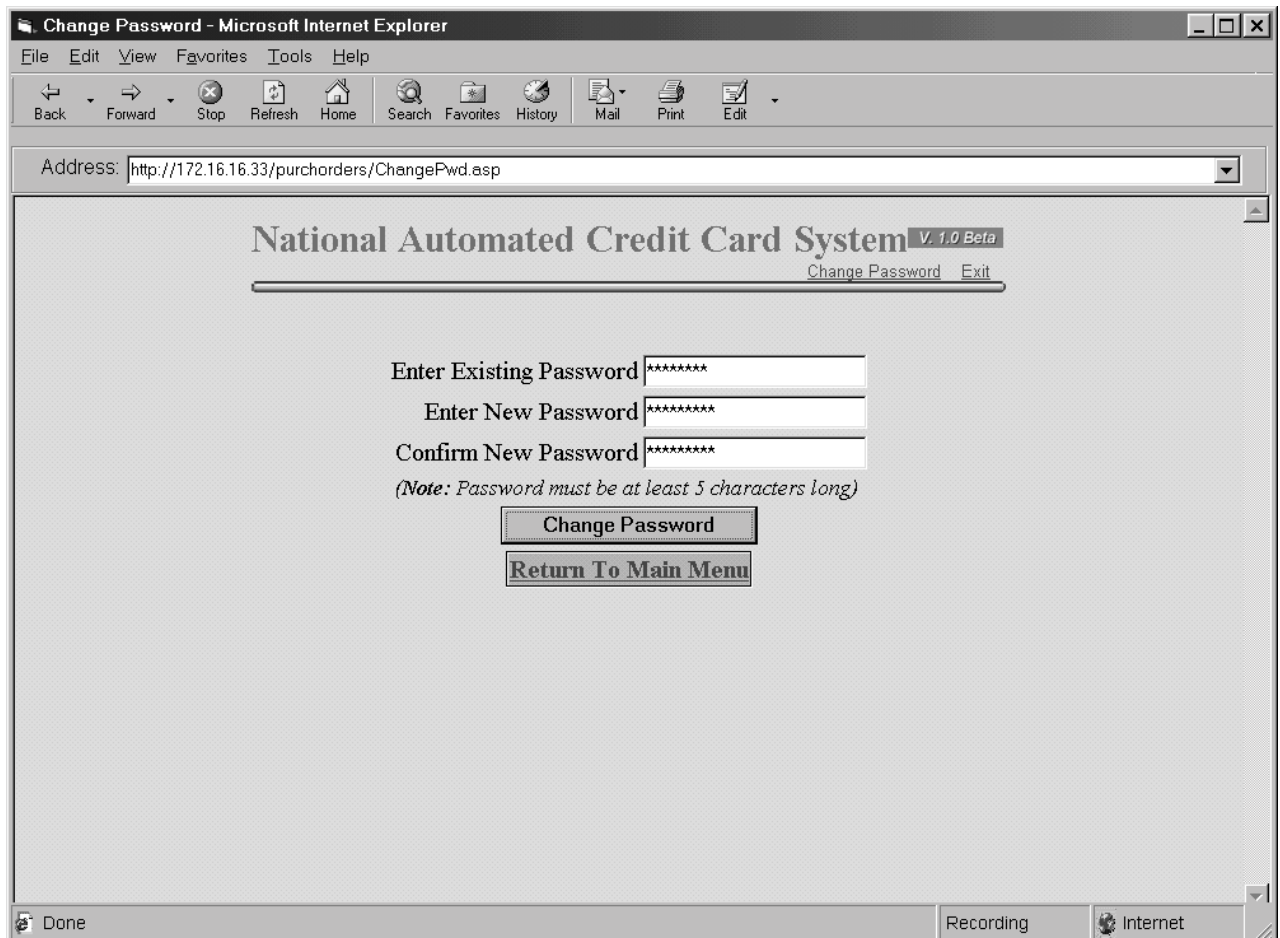 Change Password - Microsoft Internet Explorer
File Edit View Favorites Tools Help
Back Forward Stop Refresh Home Search Favorites History Mail Print Edit
Address: http://172.16.16.33/purchorders/ChangePwd.asp
National Automated Credit Card System V. 1.0 Beta
Change Password Exit
Enter Existing Password ********
Enter New Password *********
Confirm New Password *********
(Note: Password must be at least 5 characters long)
Change Password
Return To Main Menu
Done Recording Internet